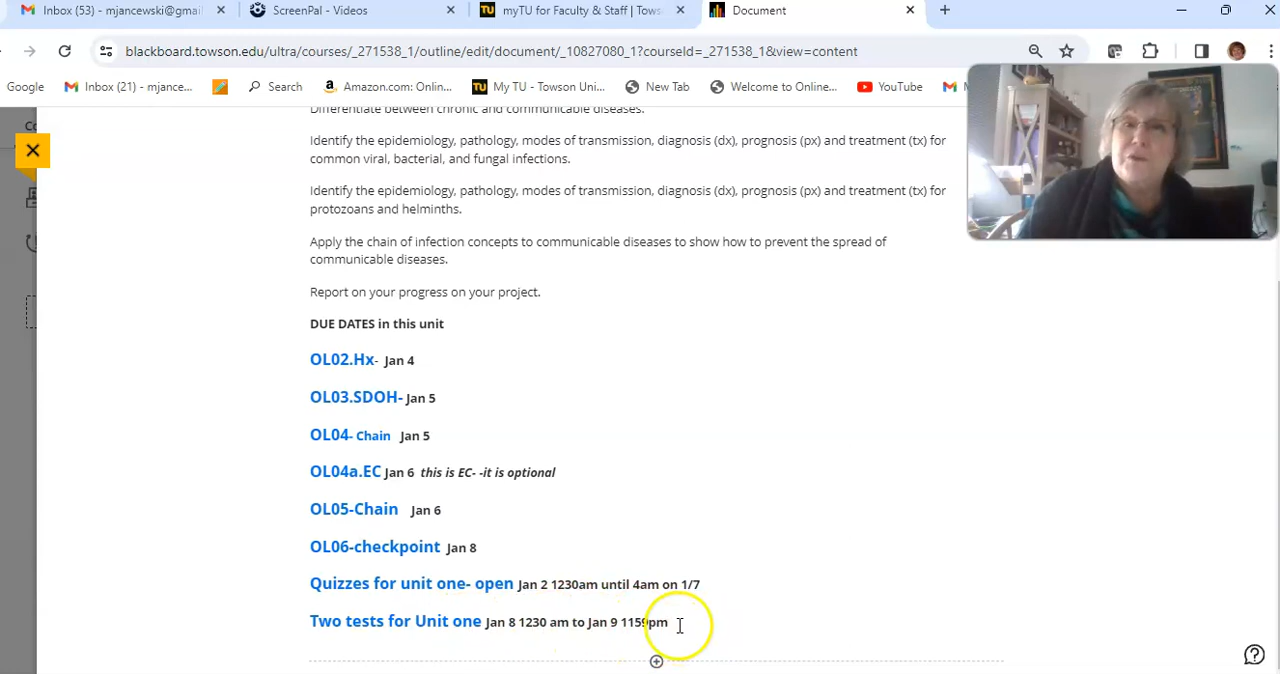 Inbox (53) - mjancewski@gmai
ScreenPal - Videos
myTU for Faculty & Staff | Tows
Document
blackboard.towson.edu/ultra/courses/_271538_1/outline/edit/document/_10827080_1?courseId=_271538_1&view=content
Google
Inbox (21) - mjance...
Search
Amazon.com: Onlin...
My TU - Towson Uni...
New Tab
Welcome to Online...
YouTube
Differentiate between chronic and communicable diseases.
Identify the epidemiology, pathology, modes of transmission, diagnosis (dx), prognosis (px) and treatment (tx) for
common viral, bacterial, and fungal infections.
Identify the epidemiology, pathology, modes of transmission, diagnosis (dx), prognosis (px) and treatment (tx) for
protozoans and helminths.
Apply the chain of infection concepts to communicable diseases to show how to prevent the spread of
communicable diseases.
Report on your progress on your project.
DUE DATES in this unit
OL02.Hx- Jan 4
OL03.SDOH- Jan 5
OL04- Chain Jan 5
OL04a.EC Jan 6 this is EC- -it is optional
OL05-Chain Jan 6
OL06-checkpoint Jan 8
Quizzes for unit one- open Jan 2 1230am until 4am on 1/7
Two tests for Unit one Jan 8 1230 am to Jan 9 1159pm